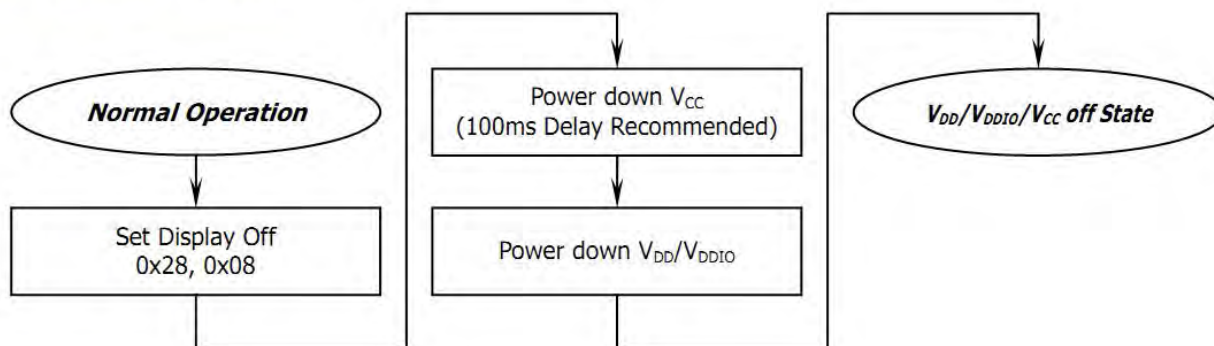 Normal Operation
Set Display Off
0x28, 0x08
Power down VCC
(100ms Delay Recommended)
Power down VDD/VDDIO
VDD/VDDIO/VCC off State